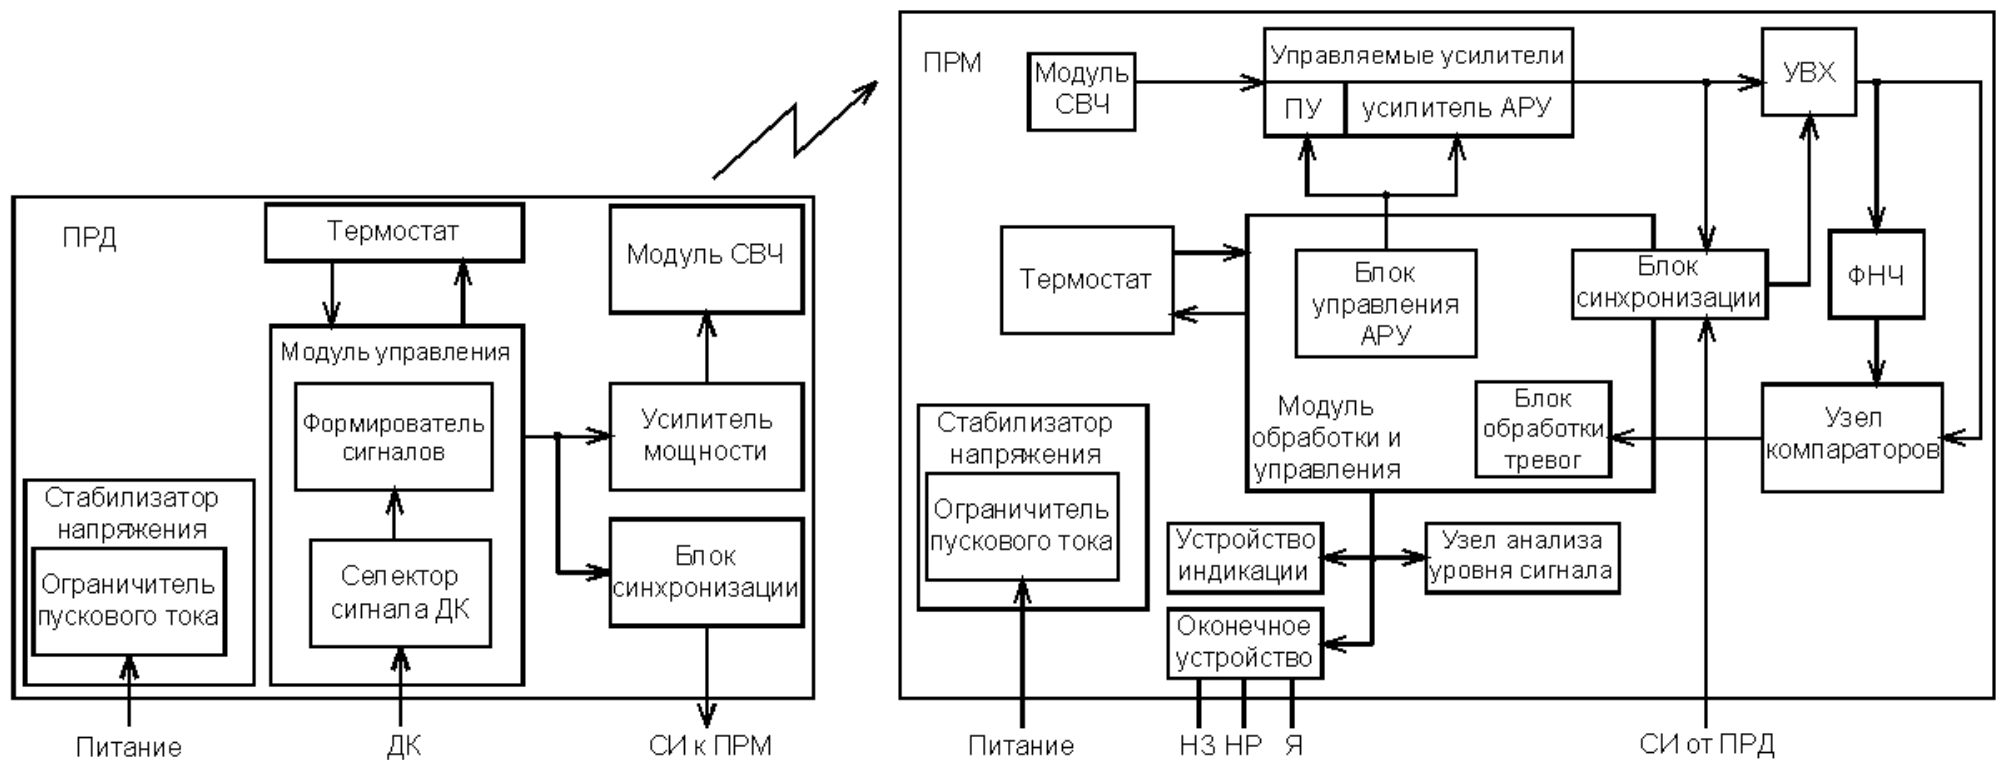 ПРД
Термостат
Модуль СВЧ
Модуль управления
Формирователь
сигналов
Усилитель
мощности
Стабилизатор
напряжения
Ограничитель
пускового тока
Селектор
сигнала ДК
Блок
синхронизации
Питание
ДК
СИ к ПРМ
ПРМ
Модуль
СВЧ
Управляемые усилители
ПУ
усилитель АРУ
УВХ
Термостат
Блок
управления
АРУ
Блок
синхронизации
ФНЧ
Модуль
обработки и
управления
Блок
обработки
тревог
Узел
компараторов
Стабилизатор
напряжения
Ограничитель
пускового тока
Устройство
индикации
Узел анализа
уровня сигнала
Оконечное
устройство
Питание
НЗ НР Я
СИ от ПРД